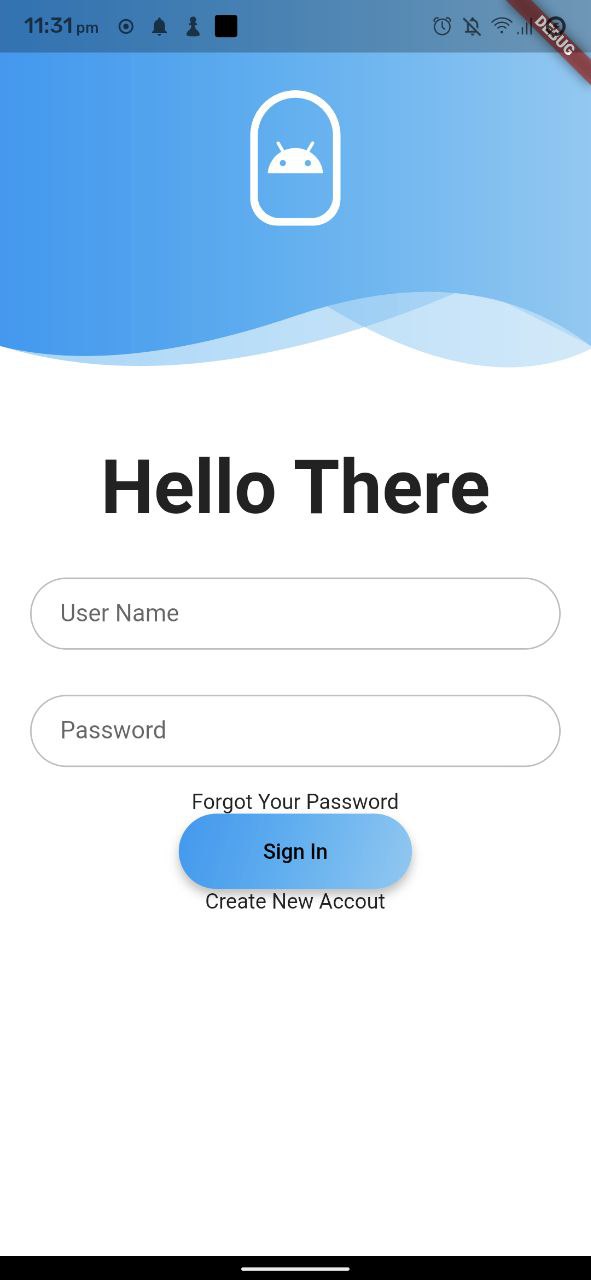 11:31 pm
DEBUG
Hello There
User Name
Password
Forgot Your Password
Sign In
Create New Accout